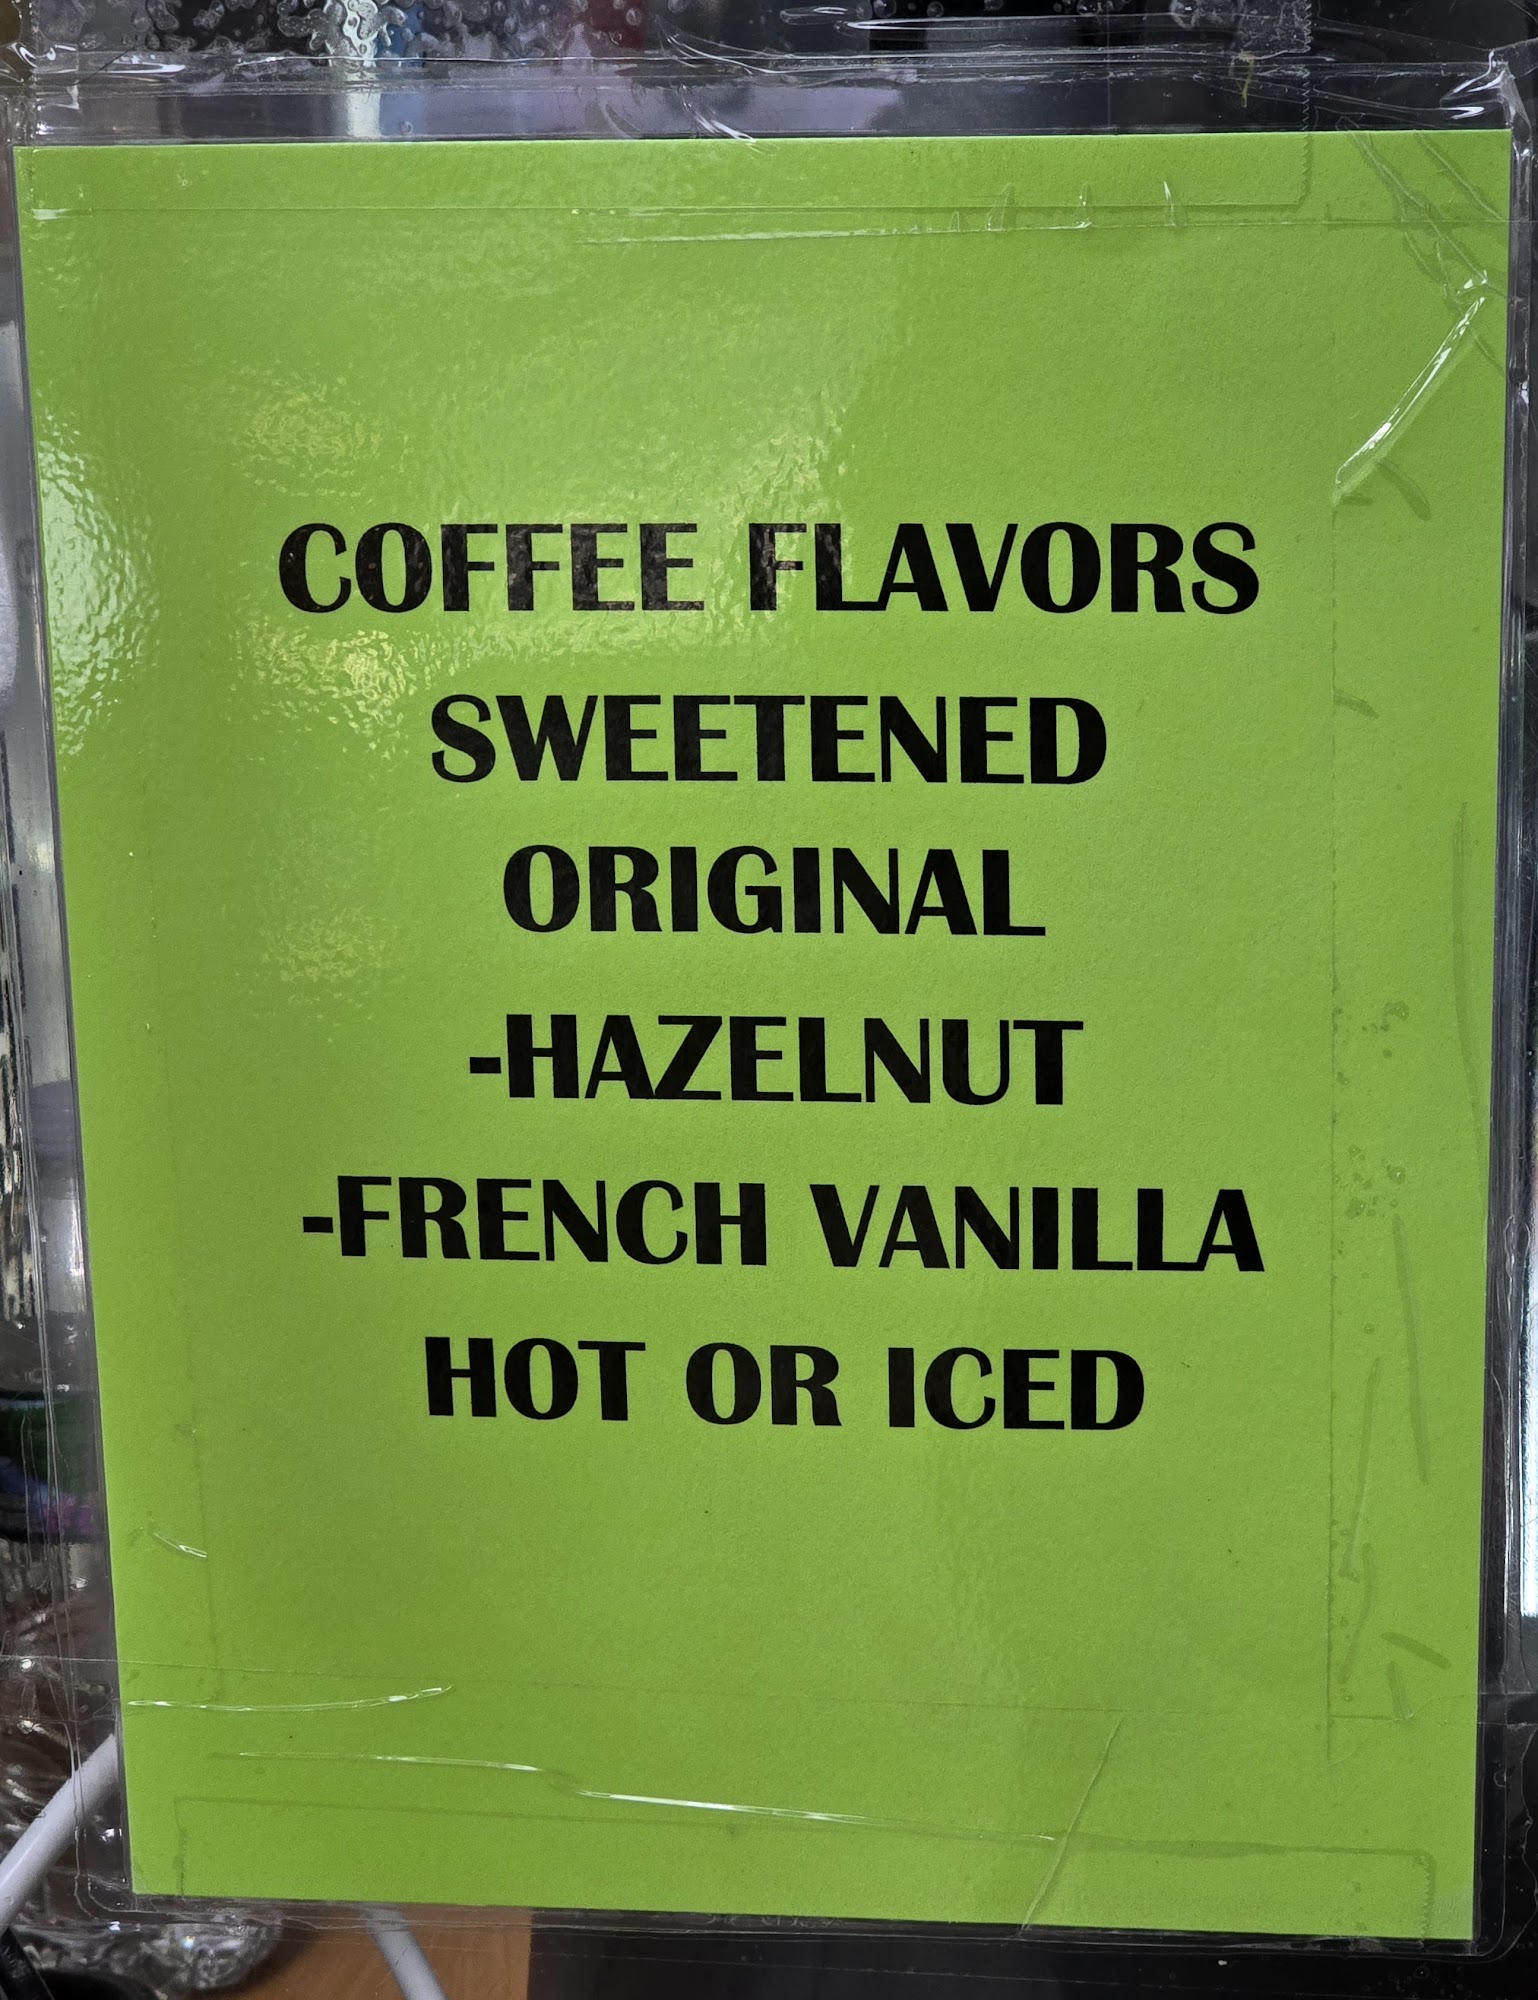 COFFEE FLAVORS
SWEETENED
ORIGINAL
-HAZELNUT
-FRENCH VANILLA
HOT OR ICED